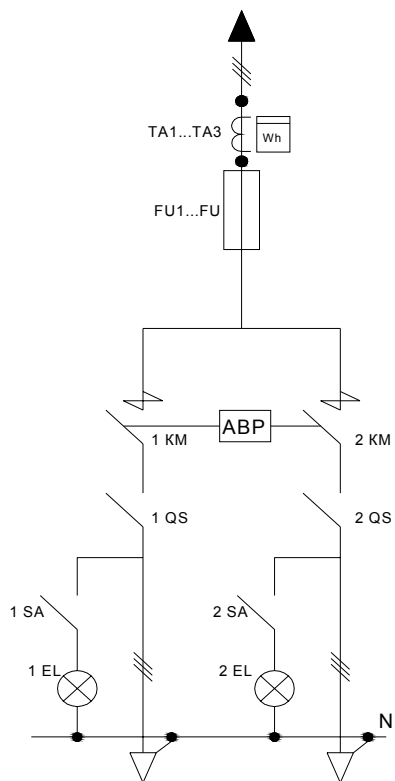 TA1...TA3
Wh
FU1...FU
1 KM
АВР
2 KM
1 QS
2 QS
1 SA
2 SA
1 EL
2 EL
N